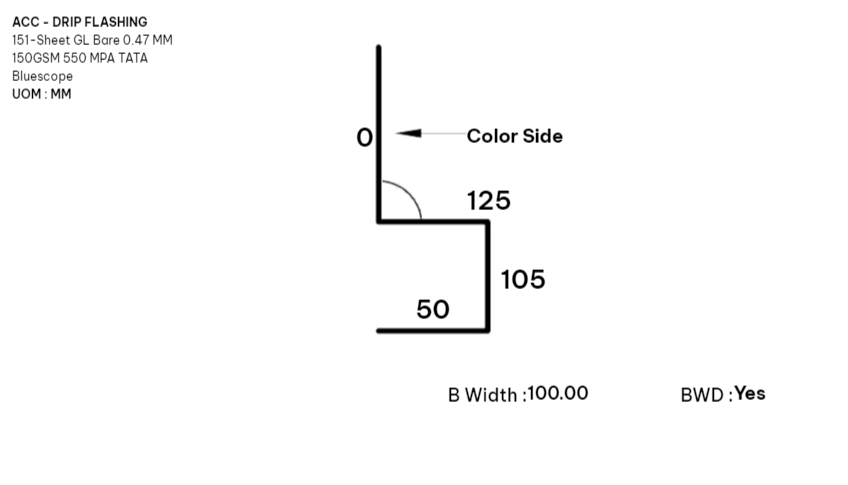 ACC - DRIP FLASHING
151-Sheet GL Bare 0.47 MM
150GSM 550 MPA TATA
Bluescope
UOM : MM
0
Color Side
125
105
50
B Width :100.00
BWD :Yes